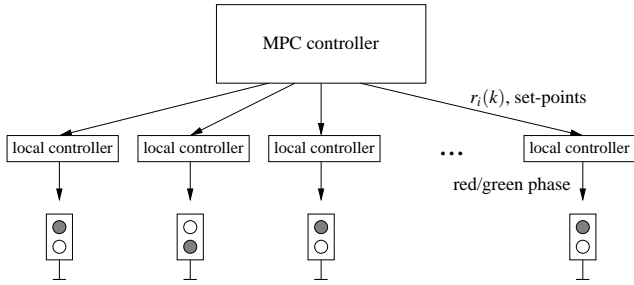 MPC controller
r_i(k), set-points
local controller
local controller
local controller
...
local controller
red/green phase